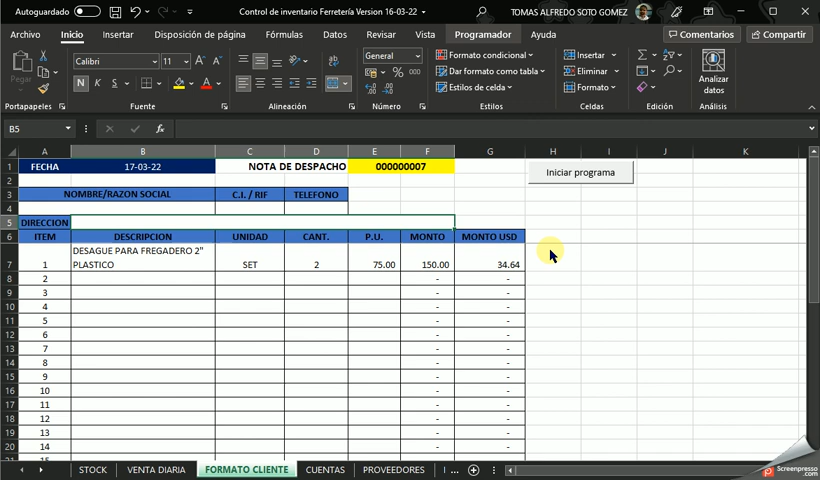 Autoguardado Control de inventario Ferretería Version 16-03-22 TOMAS ALFREDO SOTO GOMEZ
Archivo Inicio Insertar Disposición de página Fórmulas Datos Revisar Vista Programador Ayuda Comentarios Compartir
Pegar Calibri 11 General Condicional Insertar
Formato condicional
Dar formato como tabla Eliminar
N K S Estilos de celda Formato Analizar datos
Portapapeles Fuente Alineación Número Estilos Celdas Edición Análisis
B5 fx
A B C D E F G H I J K
1 FECHA 17-03-22 NOTA DE DESPACHO 000000007 Iniciar programa
2
3 NOMBRE/RAZON SOCIAL C.I. / RIF TELEFONO
4
5 DIRECCION
6 ITEM DESCRIPCION UNIDAD CANT. P.U. MONTO MONTO USD
DESAGUE PARA FREGADERO 2"
7 1 PLASTICO SET 2 75.00 150.00 34.64
8 2 - -
9 3 - -
10 4 - -
11 5 - -
12 6 - -
13 7 - -
14 8 - -
15 9 - -
16 10 - -
17 11 - -
18 12 - -
19 13 - -
20 14 - -
STOCK VENTA DIARIA FORMATO CLIENTE CUENTAS PROVEEDORES ...
Screenpresso
.com